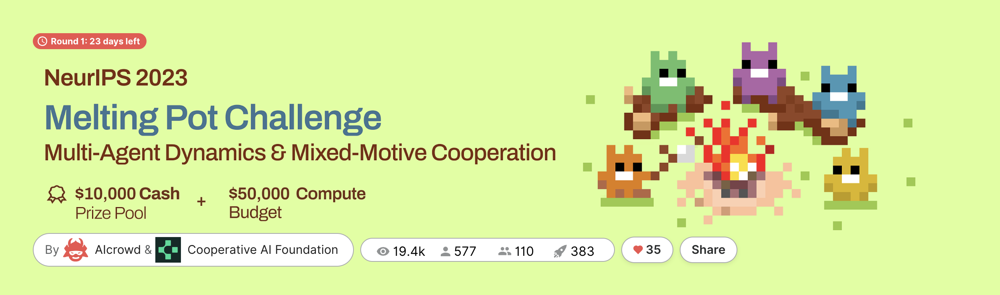 Round 1: 23 days left
NeurIPS 2023
Melting Pot Challenge
Multi-Agent Dynamics & Mixed-Motive Cooperation
$10,000 Cash
Prize Pool
+
$50,000 Compute
Budget
By AIcrowd & Cooperative AI Foundation
19.4k 577 110 383
35
Share